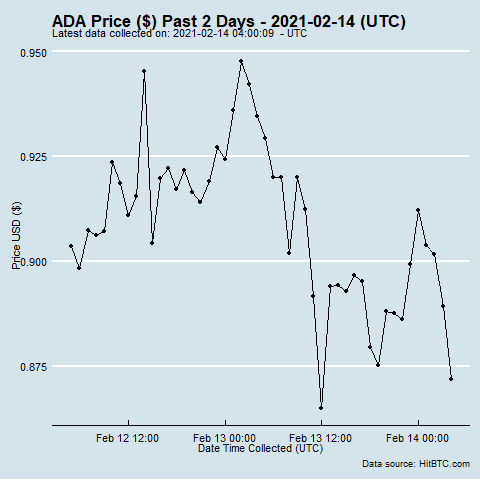 ADA Price ($) Past 2 Days - 2021-02-14 (UTC)
Latest data collected on: 2021-02-14 04:00:09  - UTC
0.950
0.925
0.900
0.875
Price USD ($)
Feb 12 12:00
Feb 13 00:00
Feb 13 12:00
Feb 14 00:00
Date Time Collected (UTC)
Data source: HitBTC.com